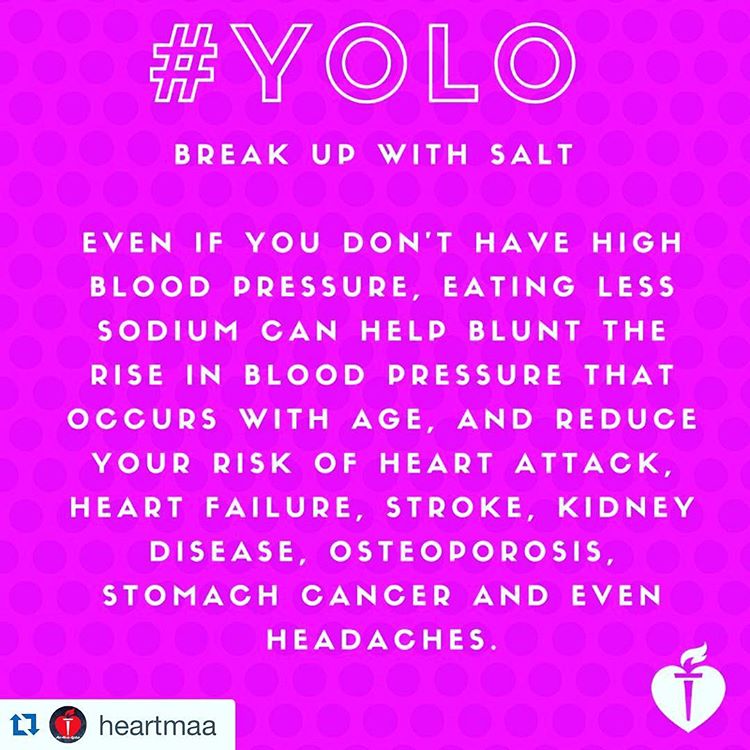 #YOLO
BREAK UP WITH SALT
EVEN IF YOU DON'T HAVE HIGH
BLOOD PRESSURE, EATING LESS
SODIUM CAN HELP BLUNT THE
RISE IN BLOOD PRESSURE THAT
OCCURS WITH AGE, AND REDUCE
YOUR RISK OF HEART ATTACK,
HEART FAILURE, STROKE, KIDNEY
DISEASE, OSTEOPOROSIS,
STOMACH CANCER AND EVEN
HEADACHES.
heartmaa